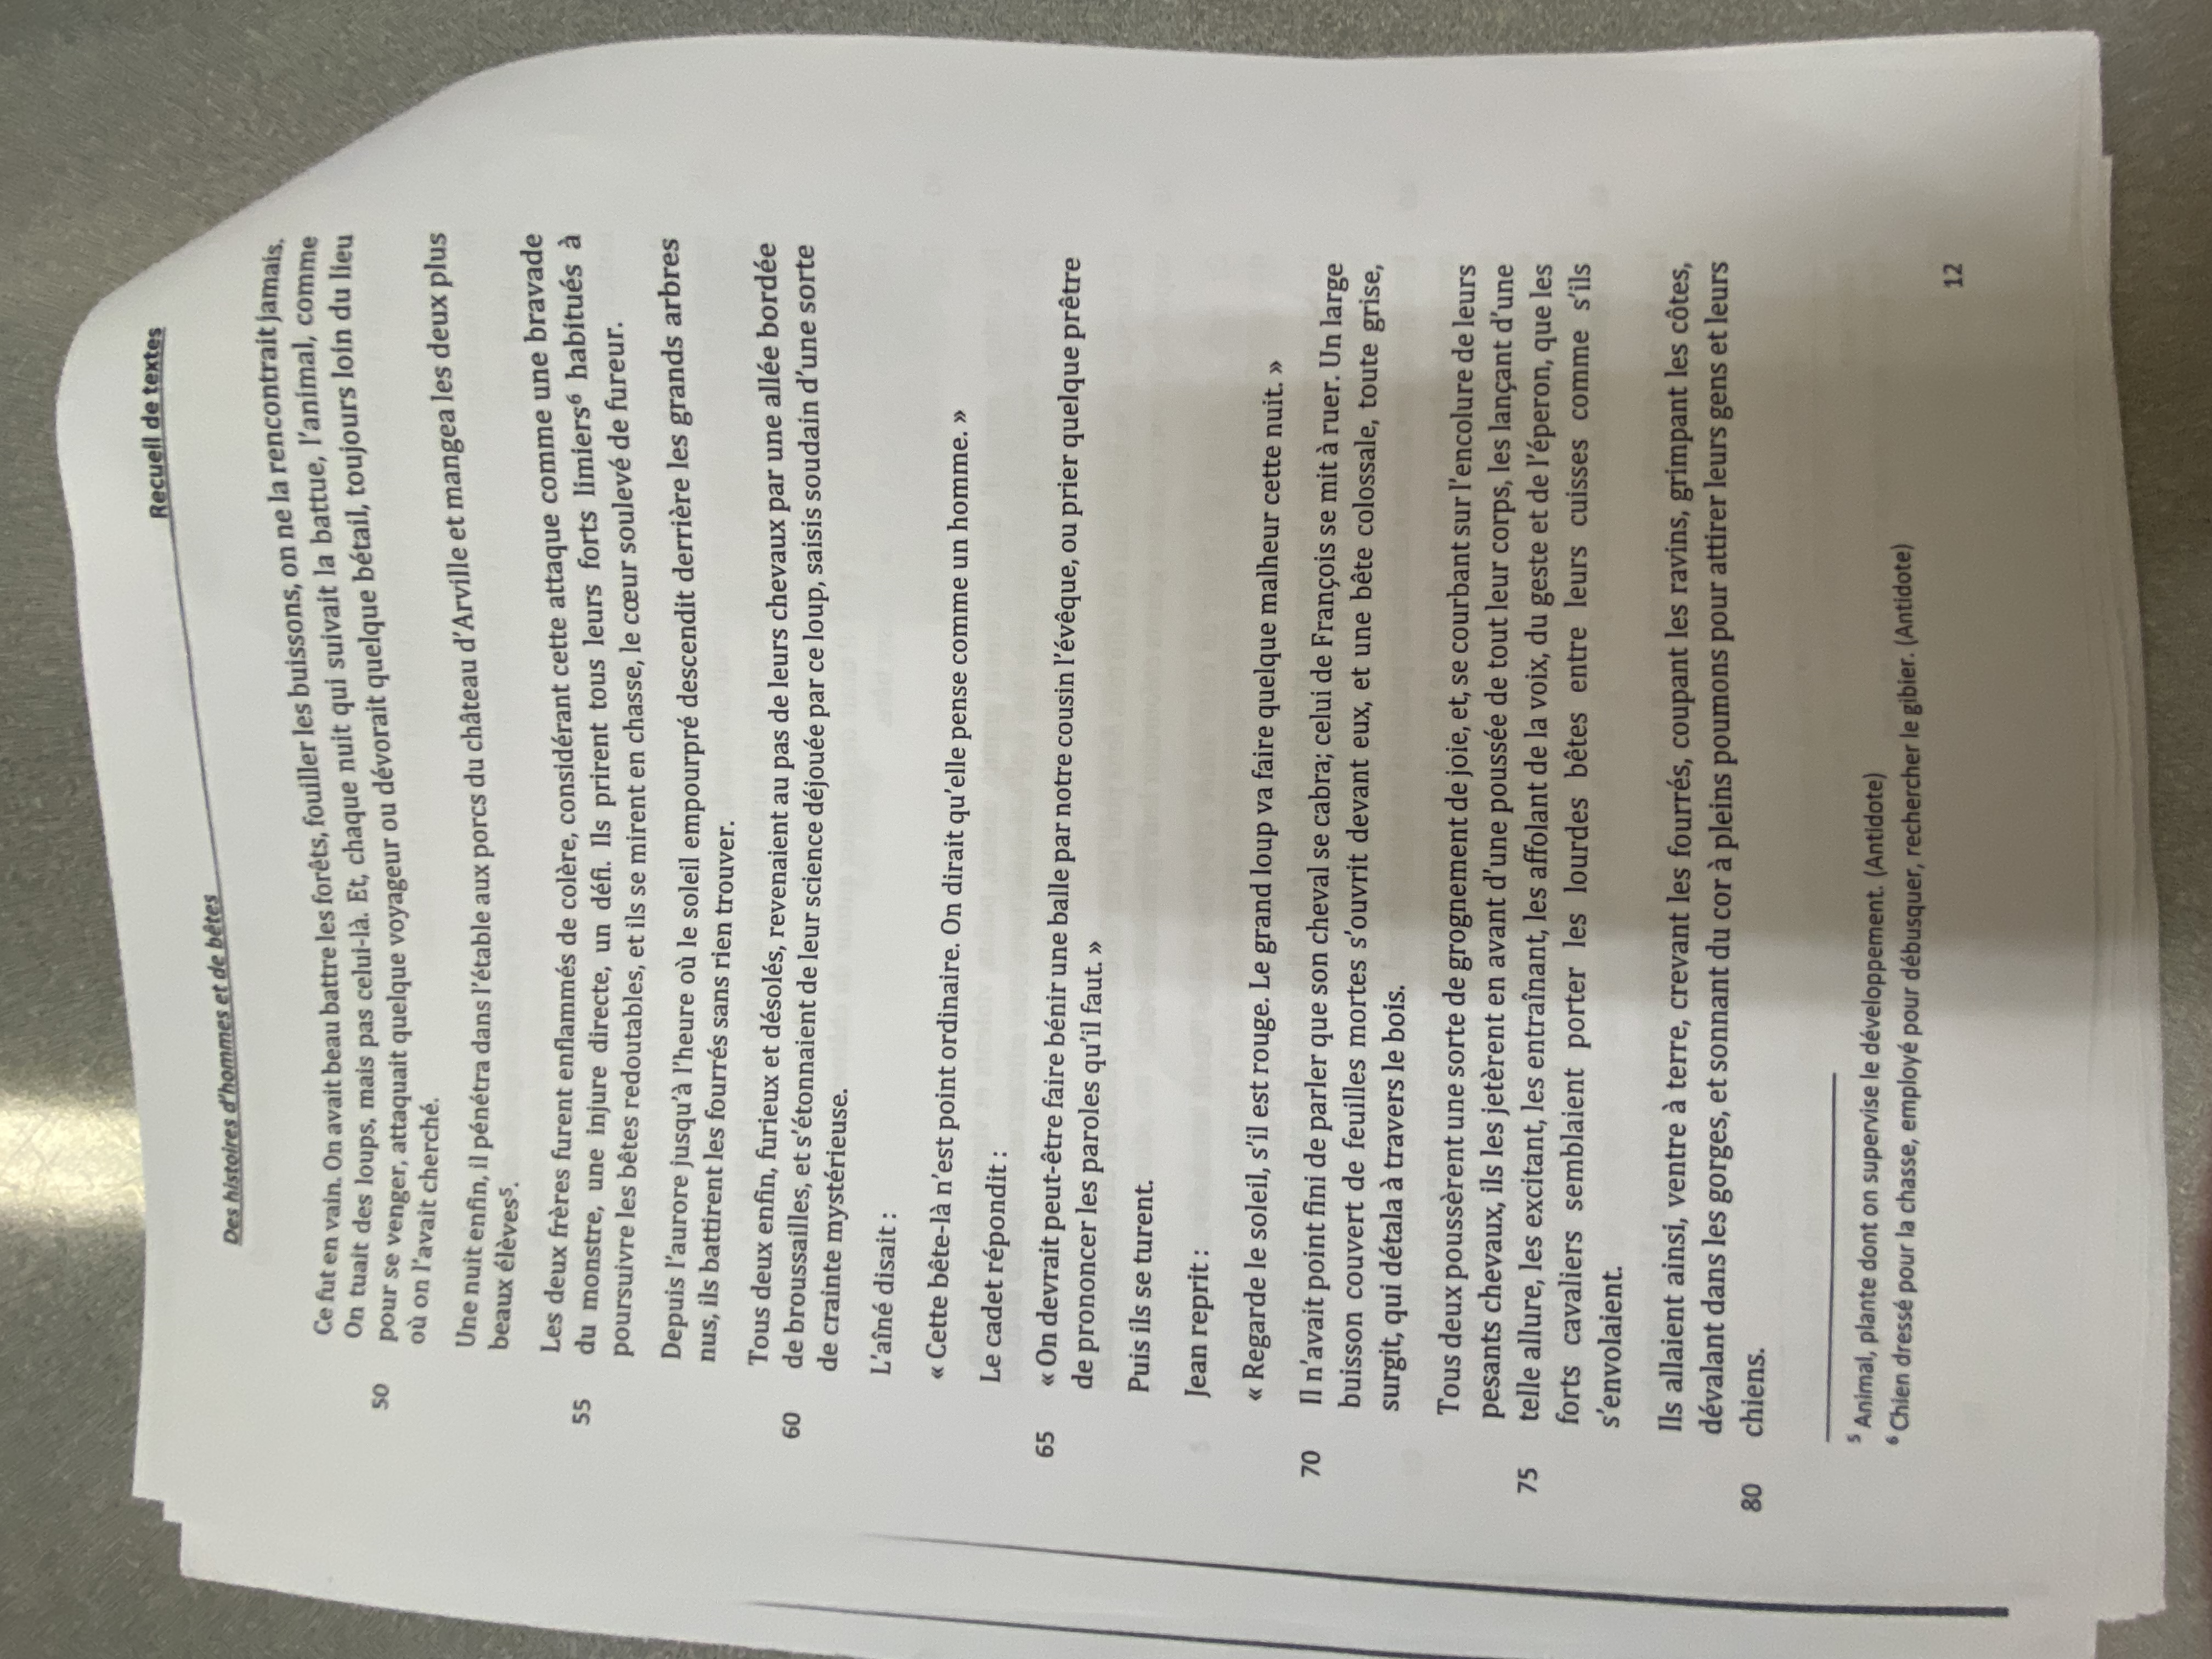 Recueil de textes
Des histoires d'hommes et de bêtes
Ce fut en vain. On avait beau battre les forêts, fouiller les buissons, on ne la rencontrait jamais.
On tuait des loups, mais pas celui-là. Et, chaque nuit qui suivait la battue, l'animal, comme
50 pour se venger, attaquait quelque voyageur ou dévorait quelque bétail, toujours loin du lieu
où on l'avait cherché.
Une nuit enfin, il pénétra dans l'étable aux porcs du château d'Arville et mangea les deux plus
beaux élèves⁵.
Les deux frères furent enflammés de colère, considérant cette attaque comme une bravade
55 du monstre, une injure directe, un défi. Ils prirent tous leurs forts limiers⁶ habitués à
poursuivre les bêtes redoutables, et ils se mirent en chasse, le cœur soulevé de fureur.
Depuis l'aurore jusqu'à l'heure où le soleil empourpré descendit derrière les grands arbres
nus, ils battirent les fourrés sans rien trouver.
Tous deux enfin, furieux et désolés, revenaient au pas de leurs chevaux par une allée bordée
60 de broussailles, et s'étonnaient de leur science déjouée par ce loup, saisis soudain d'une sorte
de crainte mystérieuse.
L'aîné disait :
« Cette bête-là n'est point ordinaire. On dirait qu'elle pense comme un homme. »
Le cadet répondit :
65 « On devrait peut-être faire bénir une balle par notre cousin l'évêque, ou prier quelque prêtre
de prononcer les paroles qu'il faut. »
Puis ils se turent.
Jean reprit :
« Regarde le soleil, s'il est rouge. Le grand loup va faire quelque malheur cette nuit. »
70 Il n'avait point fini de parler que son cheval se cabra; celui de François se mit à ruer. Un large
buisson couvert de feuilles mortes s'ouvrit devant eux, et une bête colossale, toute grise,
surgit, qui détala à travers le bois.
Tous deux poussèrent une sorte de grognement de joie, et, se courbant sur l'encolure de leurs
pesants chevaux, ils les jetèrent en avant d'une poussée de tout leur corps, les lançant d'une
75 telle allure, les excitant, les entraînant, les affolant de la voix, du geste et de l'éperon, que les
forts cavaliers semblaient porter les lourdes bêtes entre leurs cuisses comme s'ils
s'envolaient.
Ils allaient ainsi, ventre à terre, crevant les fourrés, coupant les ravins, grimpant les côtes,
dévalant dans les gorges, et sonnant du cor à pleins poumons pour attirer leurs gens et leurs
80 chiens.
⁵ Animal, plante dont on supervise le développement. (Antidote)
⁶ Chien dressé pour la chasse, employé pour débusquer, rechercher le gibier. (Antidote)
12